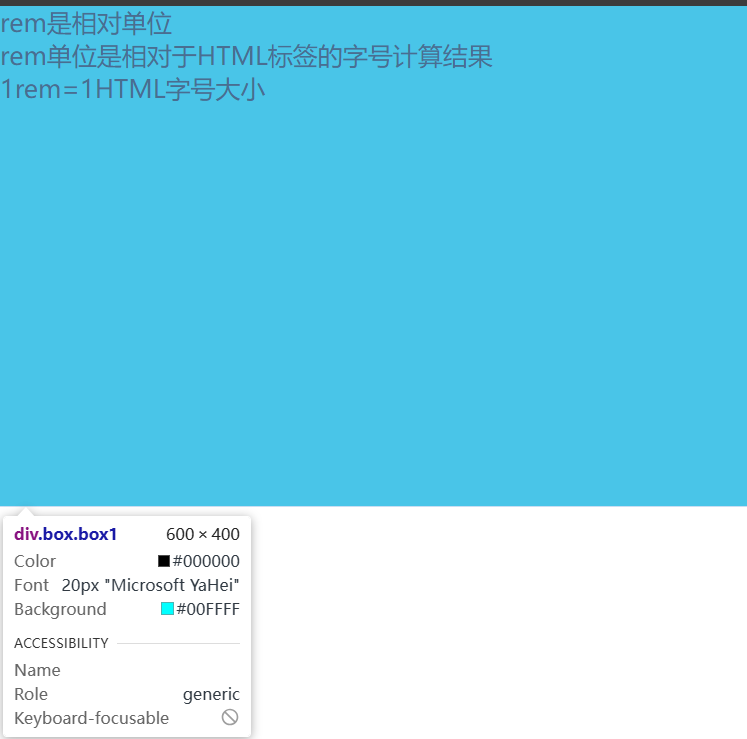 rem是相对单位
rem单位是相对于HTML标签的字号计算结果
1rem=1HTML字号大小
div.box.box1 600 × 400
Color #000000
Font 20px "Microsoft YaHei"
Background #00FFFF
ACCESSIBILITY
Name
Role generic
Keyboard-focusable